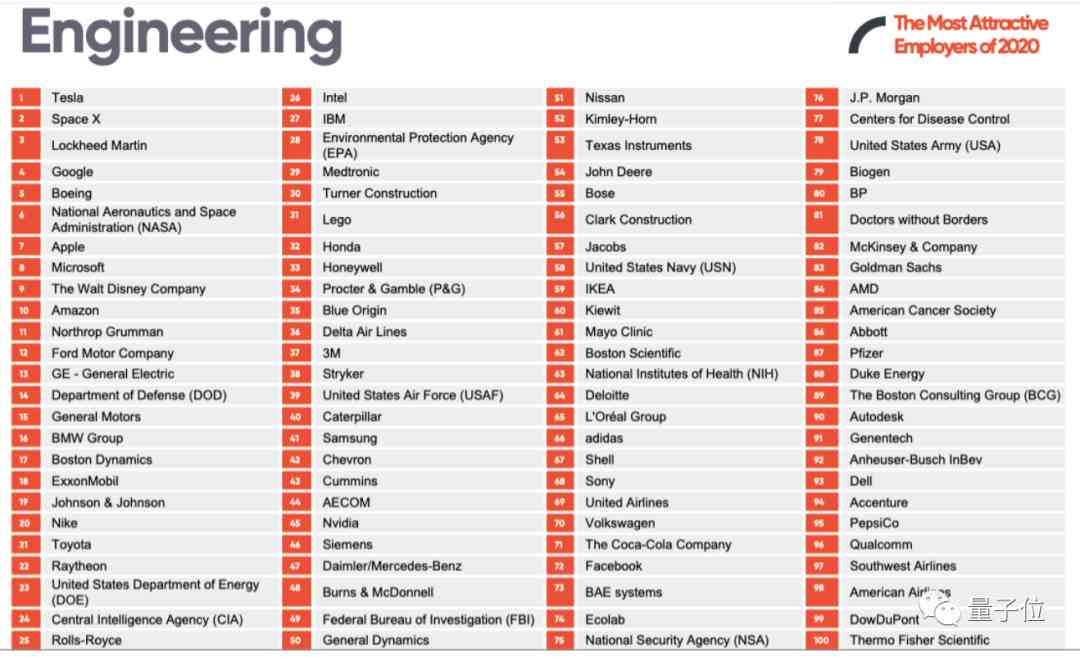 Engineering
The Most Attractive
Employers of 2020
1 Tesla
2 Space X
3 Lockheed Martin
4 Google
5 Boeing
6 National Aeronautics and Space
Administration (NASA)
7 Apple
8 Microsoft
9 The Walt Disney Company
10 Amazon
11 Northrop Grumman
12 Ford Motor Company
13 GE - General Electric
14 Department of Defense (DOD)
15 General Motors
16 BMW Group
17 Boston Dynamics
18 ExxonMobil
19 Johnson & Johnson
20 Nike
21 Toyota
22 Raytheon
23 United States Department of Energy
(DOE)
24 Central Intelligence Agency (CIA)
25 Rolls-Royce
26 Intel
27 IBM
28 Environmental Protection Agency
(EPA)
29 Medtronic
30 Turner Construction
31 Lego
32 Honda
33 Honeywell
34 Procter & Gamble (P&G)
35 Blue Origin
36 Delta Air Lines
37 3M
38 Stryker
39 United States Air Force (USAF)
40 Caterpillar
41 Samsung
42 Chevron
43 Cummins
44 AECOM
45 Nvidia
46 Siemens
47 Daimler/Mercedes-Benz
48 Burns & McDonnell
49 Federal Bureau of Investigation (FBI)
50 General Dynamics
51 Nissan
52 Kimley-Horn
53 Texas Instruments
54 John Deere
55 Bose
56 Clark Construction
57 Jacobs
58 United States Navy (USN)
59 IKEA
60 Kiewit
61 Mayo Clinic
62 Boston Scientific
63 National Institutes of Health (NIH)
64 Deloitte
65 L'Oréal Group
66 adidas
67 Shell
68 Sony
69 United Airlines
70 Volkswagen
71 The Coca-Cola Company
72 Facebook
73 BAE systems
74 Ecolab
75 National Security Agency (NSA)
76 J.P. Morgan
77 Centers for Disease Control
78 United States Army (USA)
79 Biogen
80 BP
81 Doctors without Borders
82 McKinsey & Company
83 Goldman Sachs
84 AMD
85 American Cancer Society
86 Abbott
87 Pfizer
88 Duke Energy
89 The Boston Consulting Group (BCG)
90 Autodesk
91 Genentech
92 Anheuser-Busch InBev
93 Dell
94 Accenture
95 PepsiCo
96 Qualcomm
97 Southwest Airlines
98 American Airlines
99 DowDuPont
100 Thermo Fisher Scientific
量子位